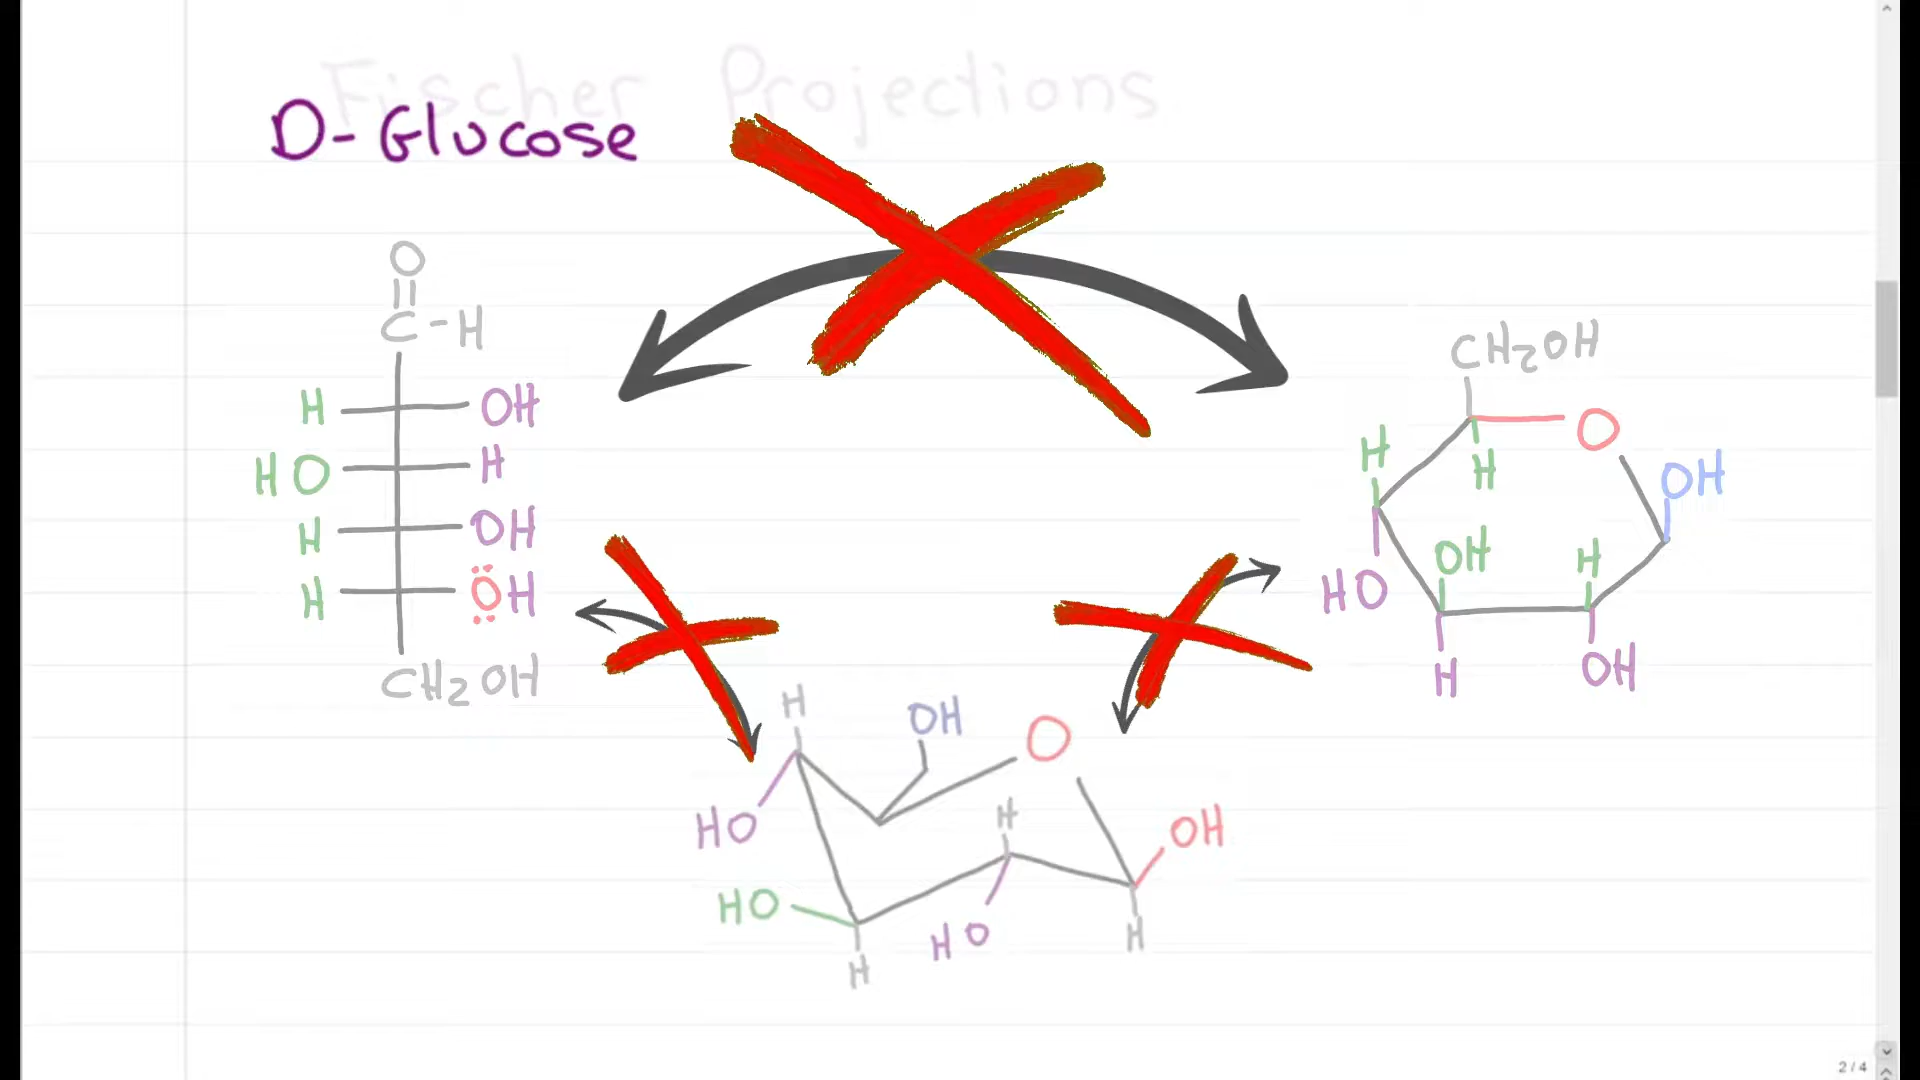 Fischer Projections
D-Glucose
O
C-H
H OH
HO H
H OH
H OH
CH2OH
CH2OH
O
H
H
OH
OH
H
HO
H
OH
H
OH
O
HO
H
OH
HO
HO
H
H
2/4